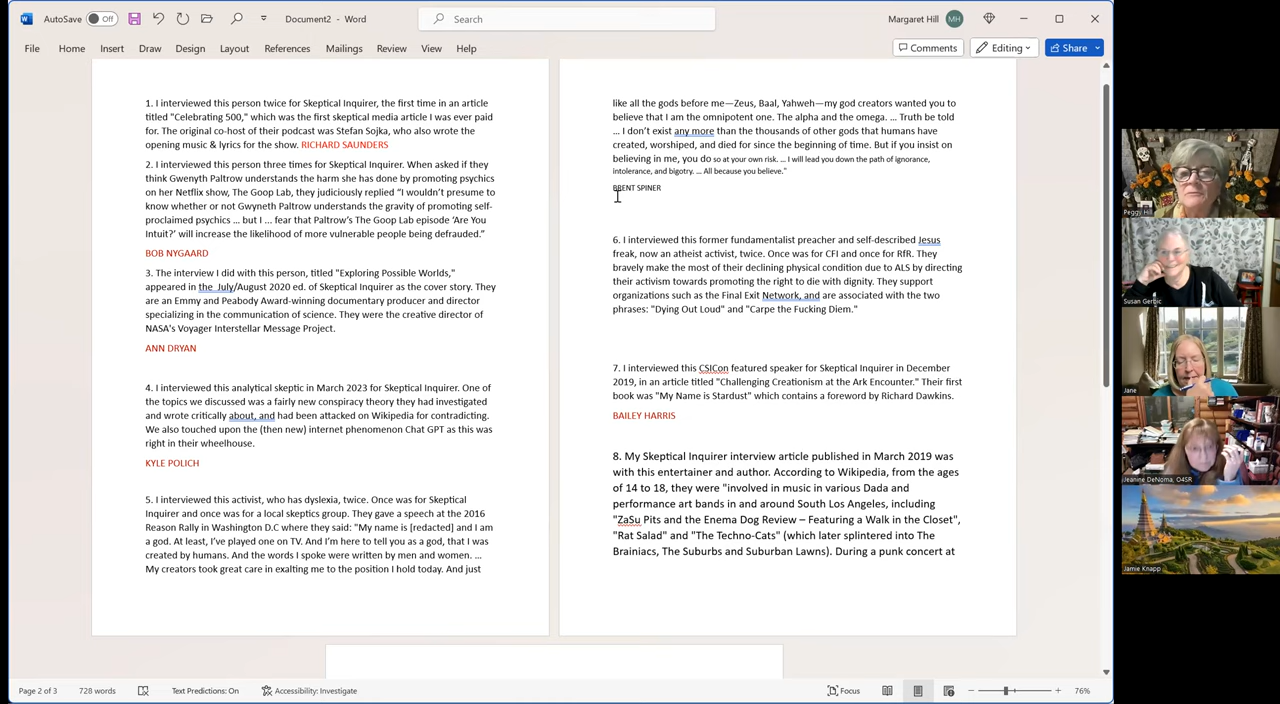 AutoSave Off Document2 - Word Search Margaret Hill MH
File Home Insert Draw Design Layout References Mailings Review View Help Comments Editing Share
1. I interviewed this person twice for Skeptical Inquirer, the first time in an article
titled "Celebrating 500," which was the first skeptical media article I was ever paid
for. The original co-host of their podcast was Stefan Sojka, who also wrote the
opening music & lyrics for the show. RICHARD SAUNDERS
2. I interviewed this person three times for Skeptical Inquirer. When asked if they
think Gwenyth Paltrow understands the harm she has done by promoting psychics
on her Netflix show, The Goop Lab, they judiciously replied “I wouldn’t presume to
know whether or not Gwyneth Paltrow understands the gravity of promoting self-
proclaimed psychics ... but I ... fear that Paltrow’s The Goop Lab episode ‘Are You
Intuit?’ will increase the likelihood of more vulnerable people being defrauded.”
BOB NYGAARD
3. The interview I did with this person, titled "Exploring Possible Worlds,"
appeared in the July/August 2020 ed. of Skeptical Inquirer as the cover story. They
are an Emmy and Peabody Award-winning documentary producer and director
specializing in the communication of science. They were the creative director of
NASA's Voyager Interstellar Message Project.
ANN DRYAN
4. I interviewed this analytical skeptic in March 2023 for Skeptical Inquirer. One of
the topics we discussed was a fairly new conspiracy theory they had investigated
and wrote critically about, and had been attacked on Wikipedia for contradicting.
We also touched upon the (then new) internet phenomenon Chat GPT as this was
right in their wheelhouse.
KYLE POLICH
5. I interviewed this activist, who has dyslexia, twice. Once was for Skeptical
Inquirer and once was for a local skeptics group. They gave a speech at the 2016
Reason Rally in Washington D.C where they said: "My name is [redacted] and I am
a god. At least, I’ve played one on TV. And I’m here to tell you as a god, that I was
created by humans. And the words I spoke were written by men and women. ...
My creators took great care in exalting me to the position I hold today. And just
like all the gods before me—Zeus, Baal, Yahweh—my god creators wanted you to
believe that I am the omnipotent one. The alpha and the omega. ... Truth be told
... I don’t exist any more than the thousands of other gods that humans have
created, worshiped, and died for since the beginning of time. But if you insist on
believing in me, you do so at your own risk. ... I will lead you down the path of ignorance,
intolerance, and bigotry. ... All because you believe."
BRENT SPINER
6. I interviewed this former fundamentalist preacher and self-described Jesus
freak, now an atheist activist, twice. Once was for CFI and once for RfR. They
bravely make the most of their declining physical condition due to ALS by directing
their activism towards promoting the right to die with dignity. They support
organizations such as the Final Exit Network, and are associated with the two
phrases: "Dying Out Loud" and "Carpe the Fucking Diem."
7. I interviewed this CSICon featured speaker for Skeptical Inquirer in December
2019, in an article titled "Challenging Creationism at the Ark Encounter." Their first
book was "My Name is Stardust" which contains a foreword by Richard Dawkins.
BAILEY HARRIS
8. My Skeptical Inquirer interview article published in March 2019 was
with this entertainer and author. According to Wikipedia, from the ages
of 14 to 18, they were "involved in music in various Dada and
performance art bands in and around South Los Angeles, including
"ZaSu Pits and the Enema Dog Review – Featuring a Walk in the Closet",
"Rat Salad" and "The Techno-Cats" (which later splintered into The
Brainiacs, The Suburbs and Suburban Lawns). During a punk concert at
Peggy Hill
Susan Gerbic
Jane
Jeanine DeNoma, O4SR
Jamie Knapp
Page 2 of 3 728 words Text Predictions: On Accessibility: Investigate Focus 76%